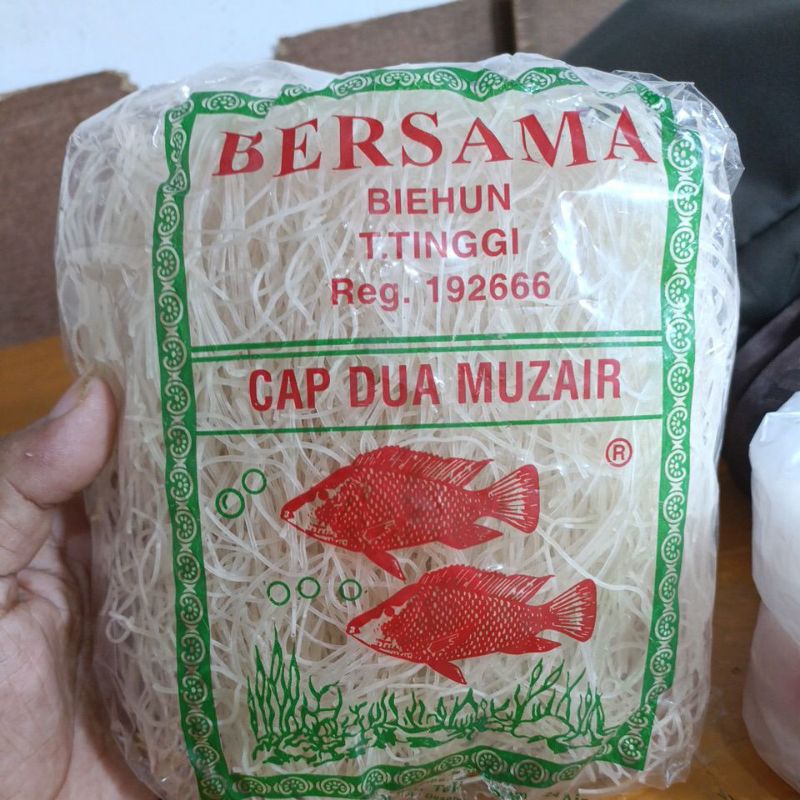 BERSAMA
BIEHUN
T.TINGGI
Reg. 192666
CAP DUA MUZAIR
®